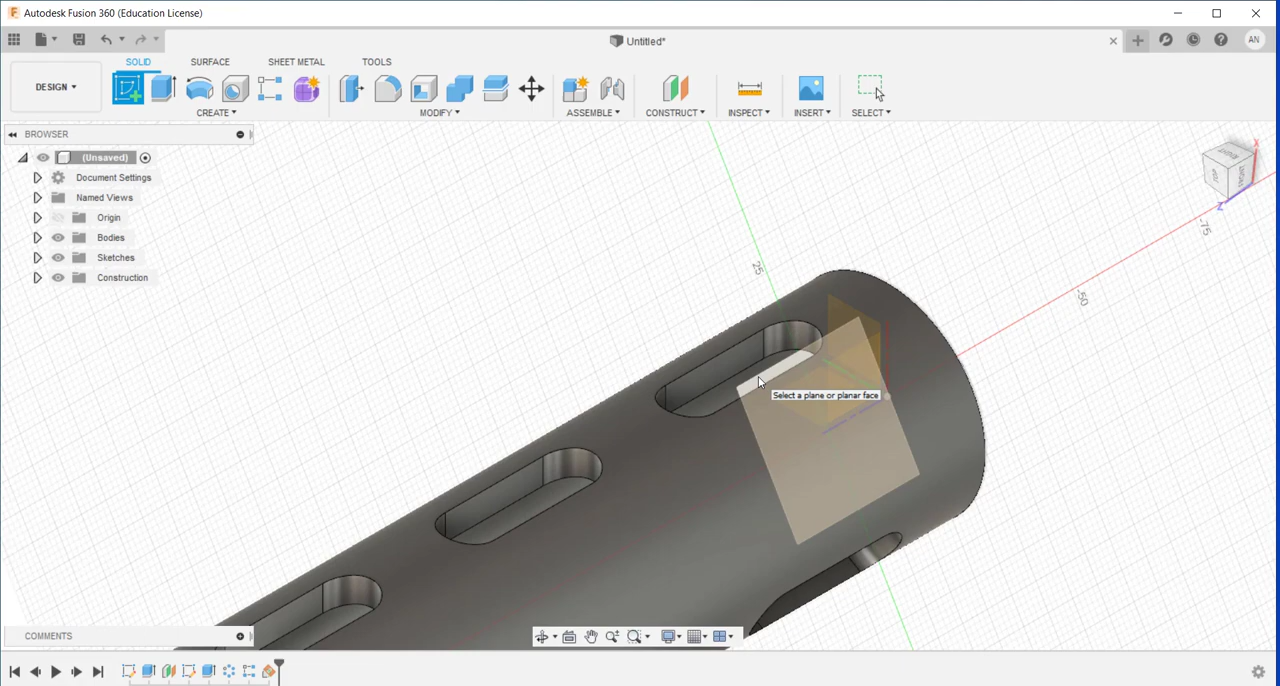 Autodesk Fusion 360 (Education License)
Untitled*
AN
DESIGN
SOLID
SURFACE
SHEET METAL
TOOLS
CREATE
MODIFY
ASSEMBLE
CONSTRUCT
INSPECT
INSERT
SELECT
BROWSER
(Unsaved)
Document Settings
Named Views
Origin
Bodies
Sketches
Construction
X
Z
-75
-50
25
Select a plane or planar face
COMMENTS